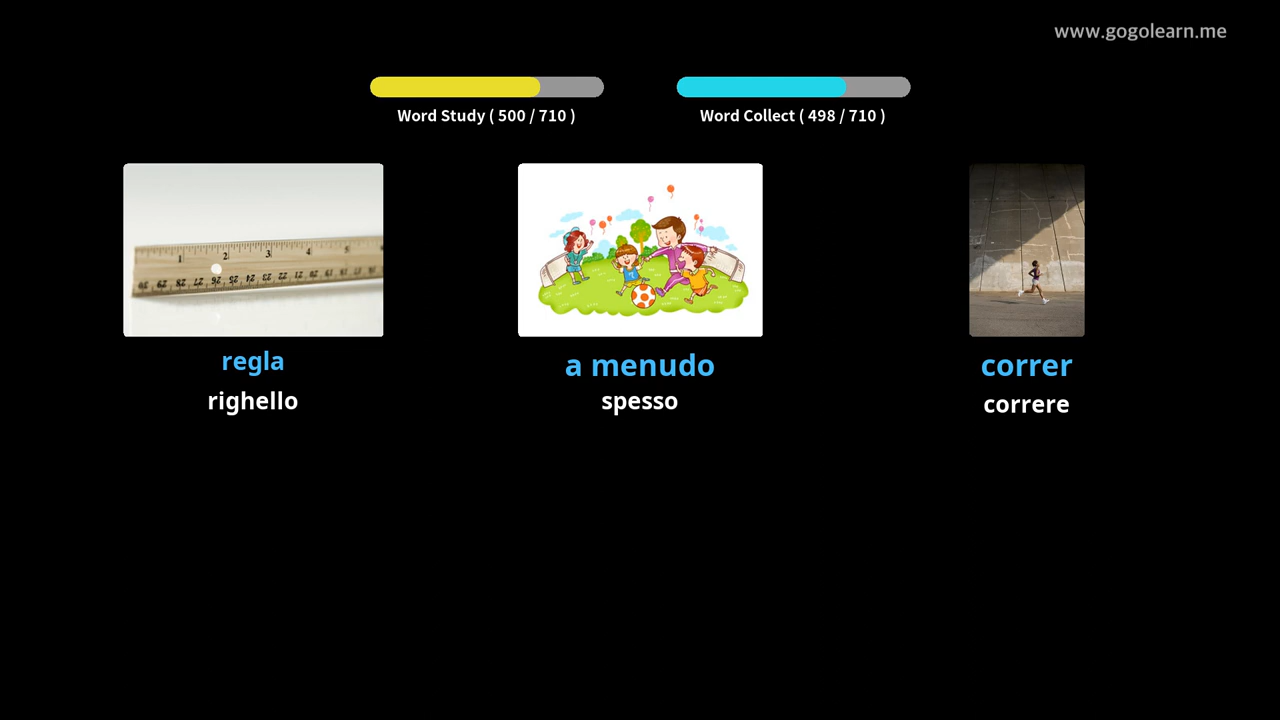 www.gogolearn.me
Word Study ( 500 / 710 )
Word Collect ( 498 / 710 )
regla
righello
a menudo
spesso
correr
correre